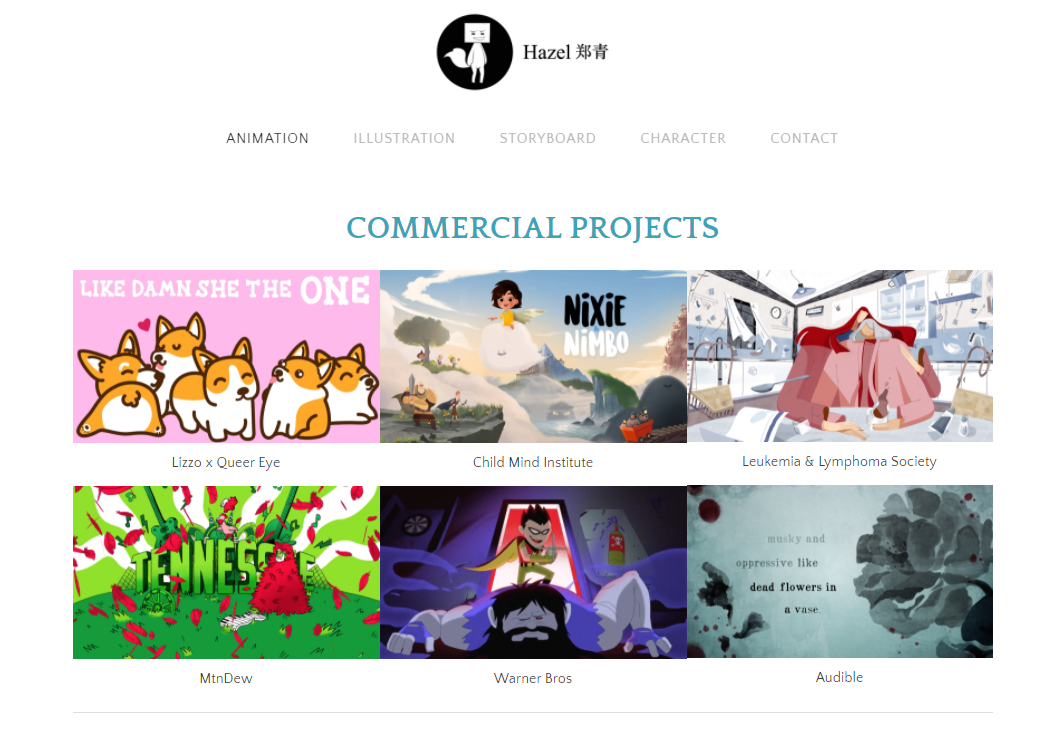 Hazel 郑青
ANIMATION ILLUSTRATION STORYBOARD CHARACTER CONTACT
COMMERCIAL PROJECTS
LIKE DAMN SHE THE ONE
NiXiE
NiMBO
Lizzo x Queer Eye
Child Mind Institute
Leukemia & Lymphoma Society
TENNESSEE
musky and
oppressive like
dead flowers in
a vase.
MtnDew
Warner Bros
Audible